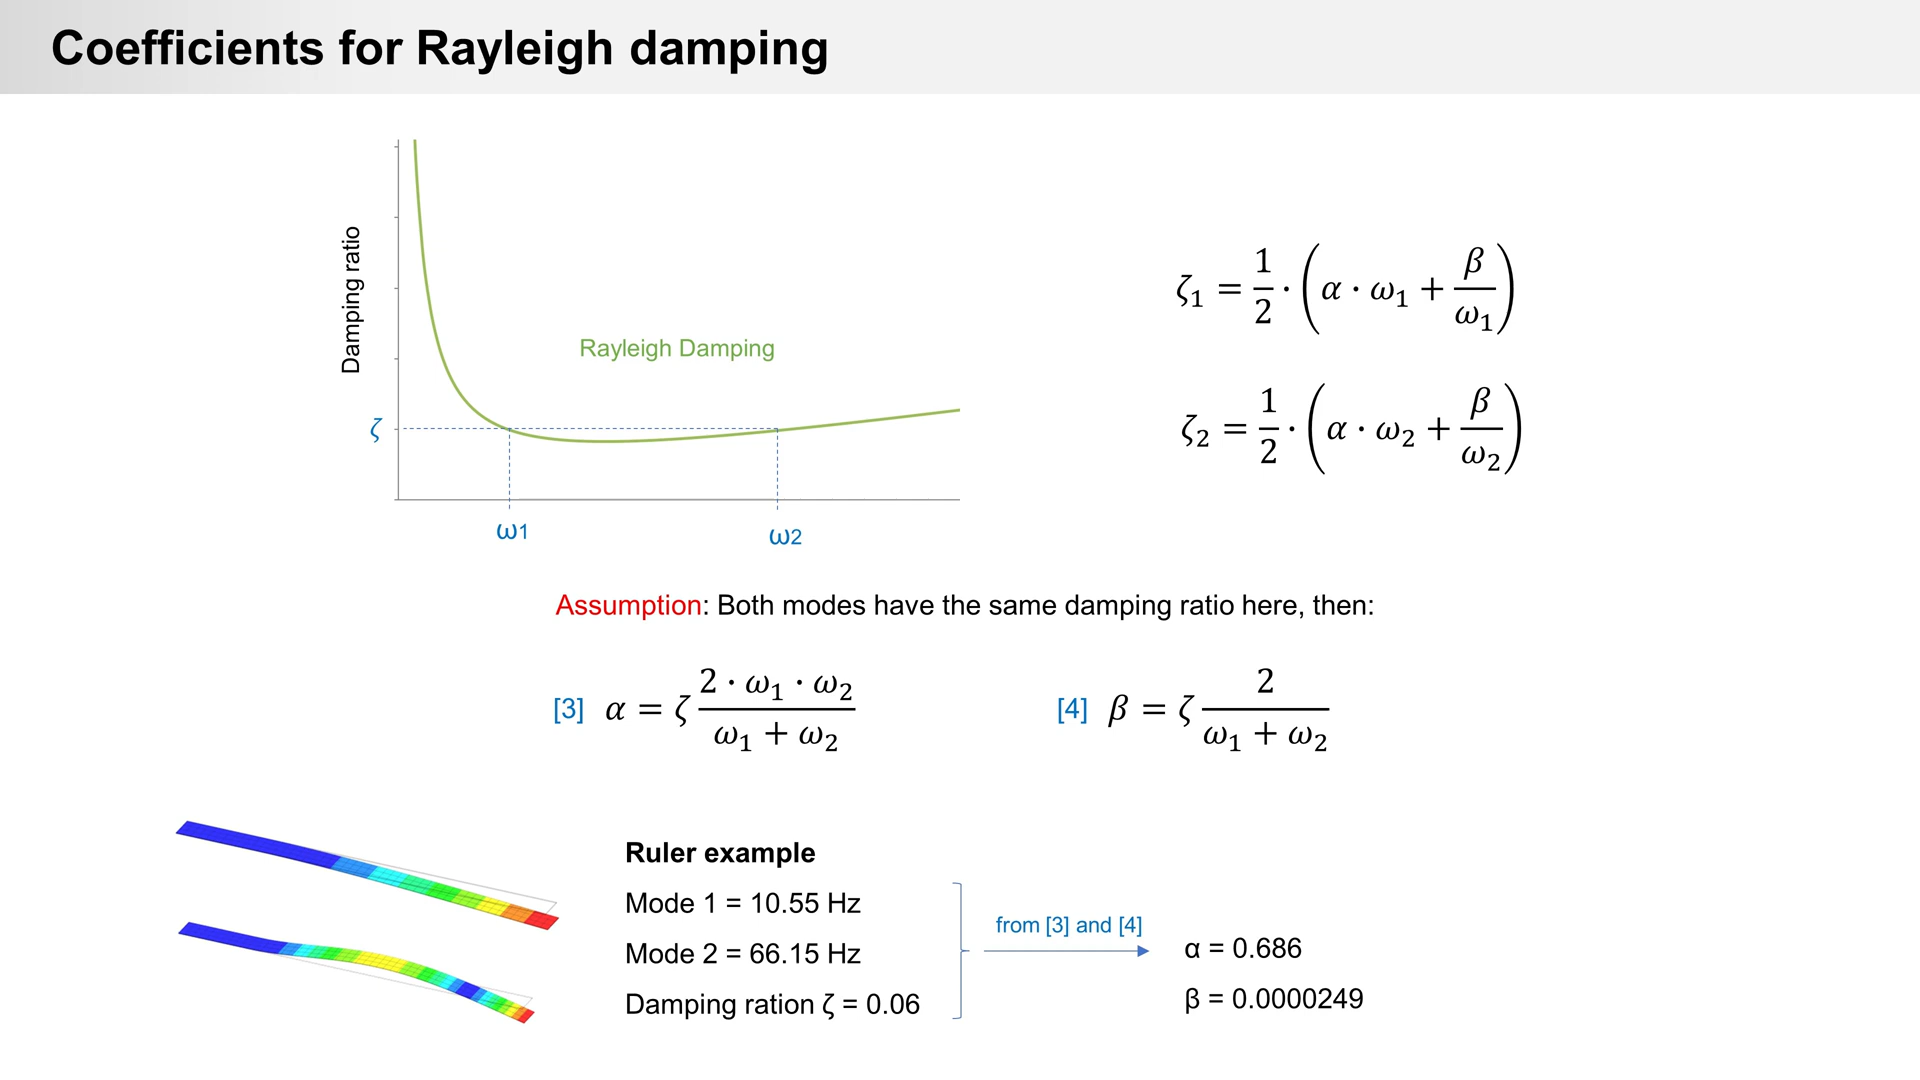 Coefficients for Rayleigh damping
Damping ratio
Rayleigh Damping
ζ
ω1
ω2
ζ₁ = 1/2 · (α · ω₁ + β/ω₁)
ζ₂ = 1/2 · (α · ω₂ + β/ω₂)
Assumption: Both modes have the same damping ratio here, then:
[3] α = ζ (2 · ω₁ · ω₂)/(ω₁ + ω₂)
[4] β = ζ 2/(ω₁ + ω₂)
Ruler example
Mode 1 = 10.55 Hz
Mode 2 = 66.15 Hz
Damping ration ζ = 0.06
from [3] and [4]
α = 0.686
β = 0.0000249